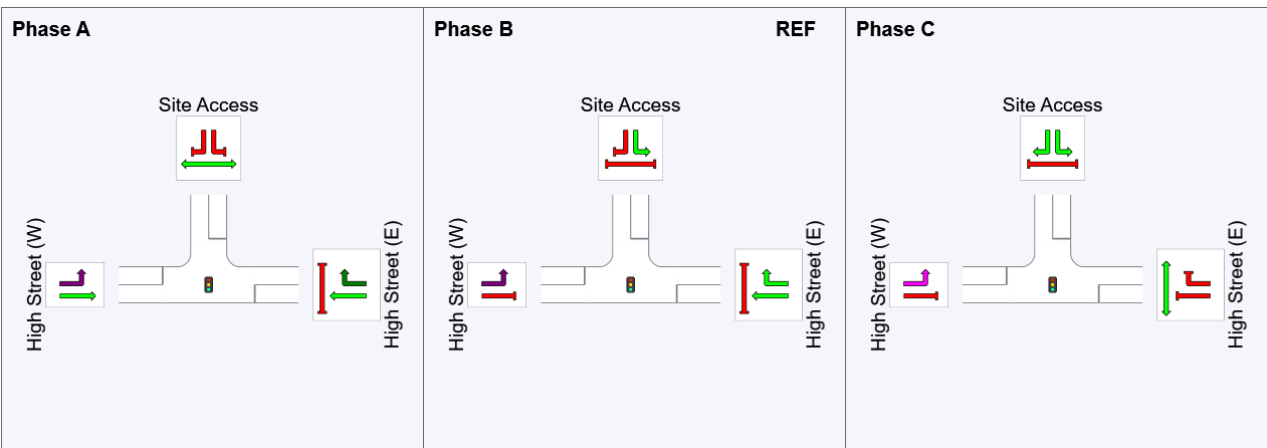 Phase A
Site Access
High Street (W)
High Street (E)
Phase B
REF
Site Access
High Street (W)
High Street (E)
Phase C
Site Access
High Street (W)
High Street (E)